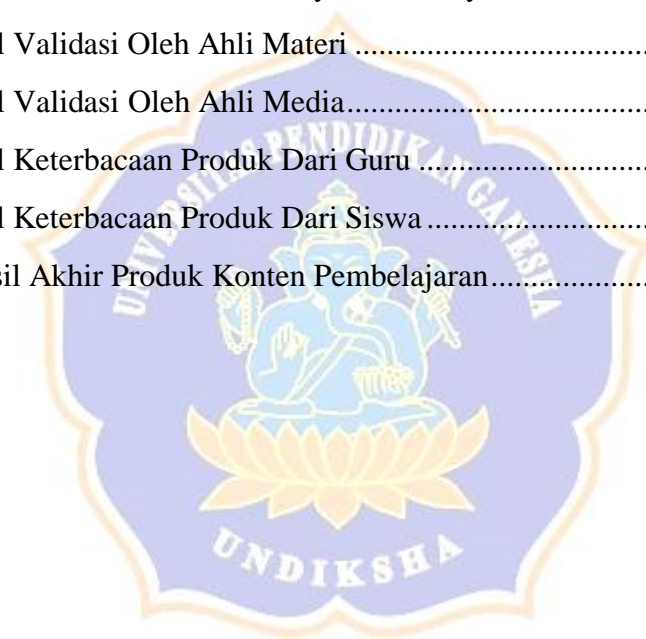 l Validasi Oleh Ahli Materi ....................................
l Validasi Oleh Ahli Media....................................
l Keterbacaan Produk Dari Guru ....................................
l Keterbacaan Produk Dari Siswa ....................................
sil Akhir Produk Konten Pembelajaran....................................
UNIVERSITAS PENDIDIKAN GANESHA
UNDIKSHA